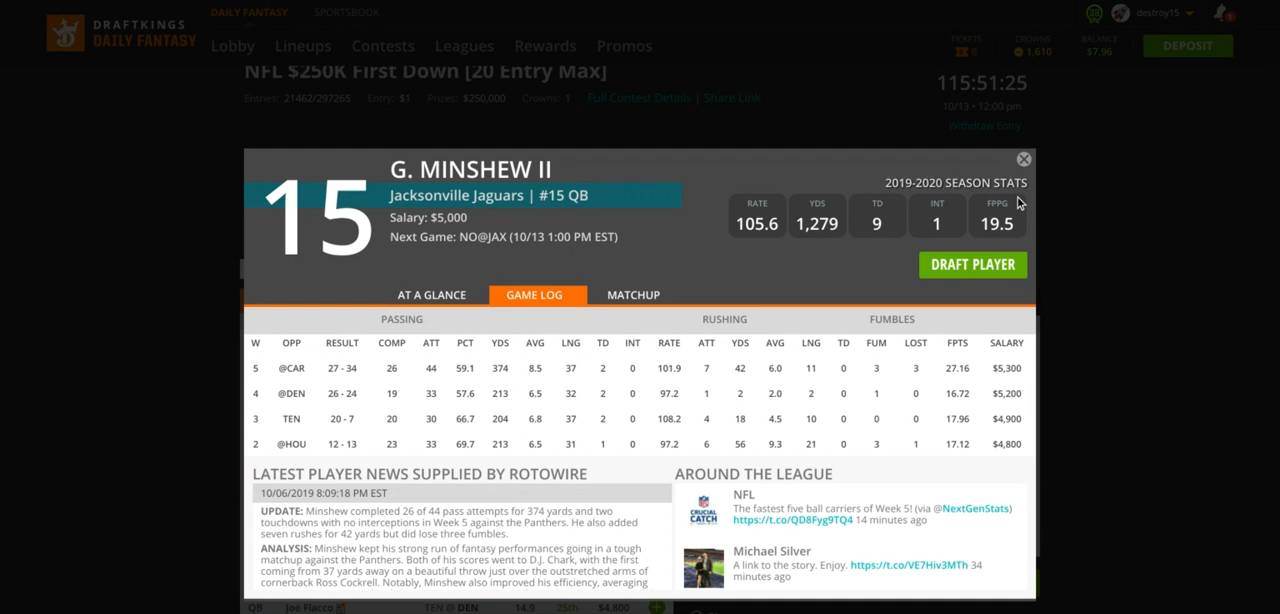 DRAFTKINGS
DAILY FANTASY
DAILY FANTASY SPORTSBOOK
38 destroy15 1
Lobby Lineups Contests Leagues Rewards Promos
TICKETS
0
CROWNS
1,610
BALANCE
$7.96
DEPOSIT
NFL $250K First Down [20 Entry Max]
Entries: 21462/297265 Entry: $1 Prizes: $250,000 Crowns: 1 Full Contest Details | Share Link
115:51:25
10/13 • 12:00 pm
Withdraw Entry
15
G. MINSHEW II
Jacksonville Jaguars | #15 QB
Salary: $5,000
Next Game: NO@JAX (10/13 1:00 PM EST)
2019-2020 SEASON STATS
RATE YDS TD INT FPPG
105.6 1,279 9 1 19.5
DRAFT PLAYER
AT A GLANCE GAME LOG MATCHUP
PASSING RUSHING FUMBLES
W OPP RESULT COMP ATT PCT YDS AVG LNG TD INT RATE ATT YDS AVG LNG TD FUM LOST FPTS SALARY
5 @CAR 27 - 34 26 44 59.1 374 8.5 37 2 0 101.9 7 42 6.0 11 0 3 3 27.16 $5,300
4 @DEN 26 - 24 19 33 57.6 213 6.5 32 2 0 97.2 1 2 2.0 2 0 1 0 16.72 $5,200
3 TEN 20 - 7 20 30 66.7 204 6.8 37 2 0 108.2 4 18 4.5 10 0 0 0 17.96 $4,900
2 @HOU 12 - 13 23 33 69.7 213 6.5 31 1 0 97.2 6 56 9.3 21 0 3 1 17.12 $4,800
LATEST PLAYER NEWS SUPPLIED BY ROTOWIRE
10/06/2019 8:09:18 PM EST
UPDATE: Minshew completed 26 of 44 pass attempts for 374 yards and two
touchdowns with no interceptions in Week 5 against the Panthers. He also added
seven rushes for 42 yards but did lose three fumbles.
ANALYSIS: Minshew kept his strong run of fantasy performances going in a tough
matchup against the Panthers. Both of his scores went to D.J. Chark, with the first
coming from 37 yards away on a beautiful throw just over the outstretched arms of
cornerback Ross Cockrell. Notably, Minshew also improved his efficiency, averaging
AROUND THE LEAGUE
CRUCIAL
CATCH
NFL
The fastest five ball carriers of Week 5! (via @NextGenStats)
https://t.co/QD8Fyg9TQ4 14 minutes ago
Michael Silver
A link to the story. Enjoy. https://t.co/VE7Hiv3MTh 34
minutes ago
QB Joe Flacco TEN @ DEN 14.9 25th $4,800